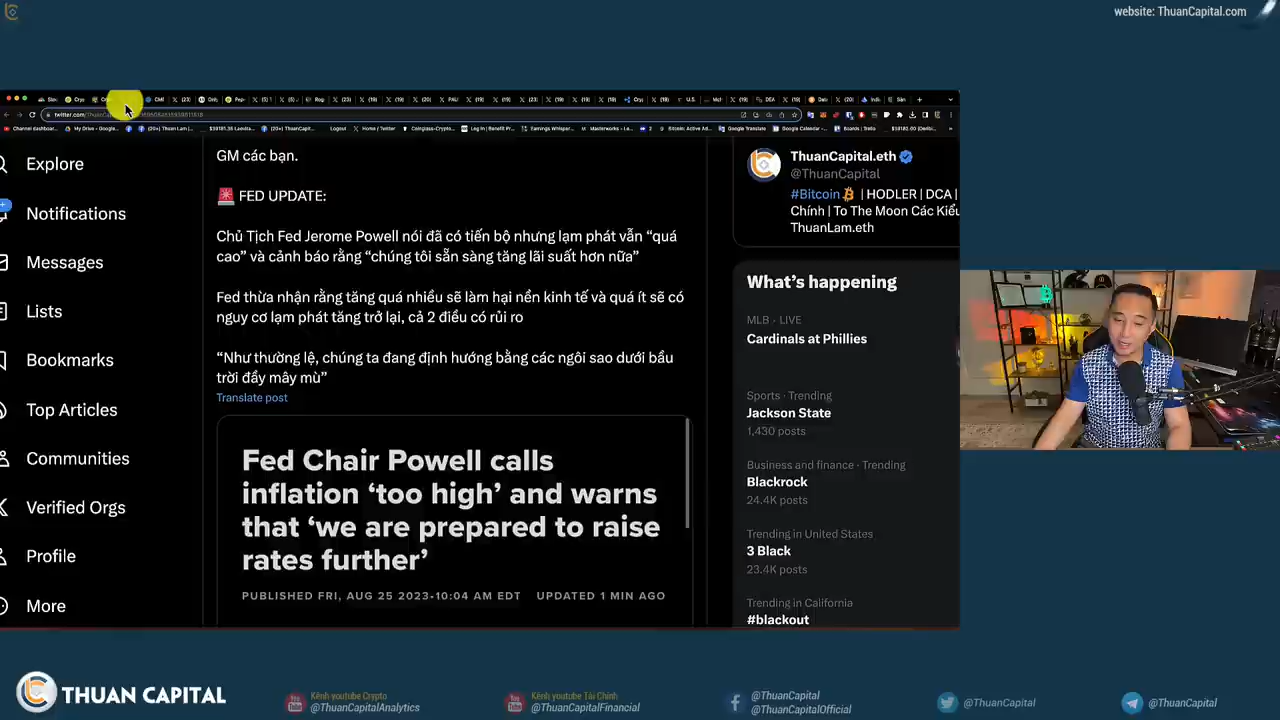 website: ThuanCapital.com
Explore
Notifications
Messages
Lists
Bookmarks
Top Articles
Communities
Verified Orgs
Profile
More
GM các bạn.
🚨 FED UPDATE:
Chủ Tịch Fed Jerome Powell nói đã có tiến bộ nhưng lạm phát vẫn “quá
cao” và cảnh báo rằng “chúng tôi sẵn sàng tăng lãi suất hơn nữa”
Fed thừa nhận rằng tăng quá nhiều sẽ làm hại nền kinh tế và quá ít sẽ có
nguy cơ lạm phát tăng trở lại, cả 2 điều có rủi ro
“Như thường lệ, chúng ta đang định hướng bằng các ngôi sao dưới bầu
trời đầy mây mù”
Translate post
Fed Chair Powell calls
inflation ‘too high’ and warns
that ‘we are prepared to raise
rates further’
PUBLISHED FRI, AUG 25 2023·10:04 AM EDT UPDATED 1 MIN AGO
ThuanCapital.eth
@ThuanCapital
#Bitcoin | HODLER | DCA |
Chính | To The Moon Các Kiểu
ThuanLam.eth
What’s happening
MLB · LIVE
Cardinals at Phillies
Sports · Trending
Jackson State
1,430 posts
Business and finance · Trending
Blackrock
24.4K posts
Trending in United States
3 Black
23.4K posts
Trending in California
#blackout
THUAN CAPITAL
Kênh youtube Crypto
@ThuanCapitalAnalytics
Kênh youtube Tài Chính
@ThuanCapitalFinancial
@ThuanCapital
@ThuanCapitalOfficial
@ThuanCapital
@ThuanCapital